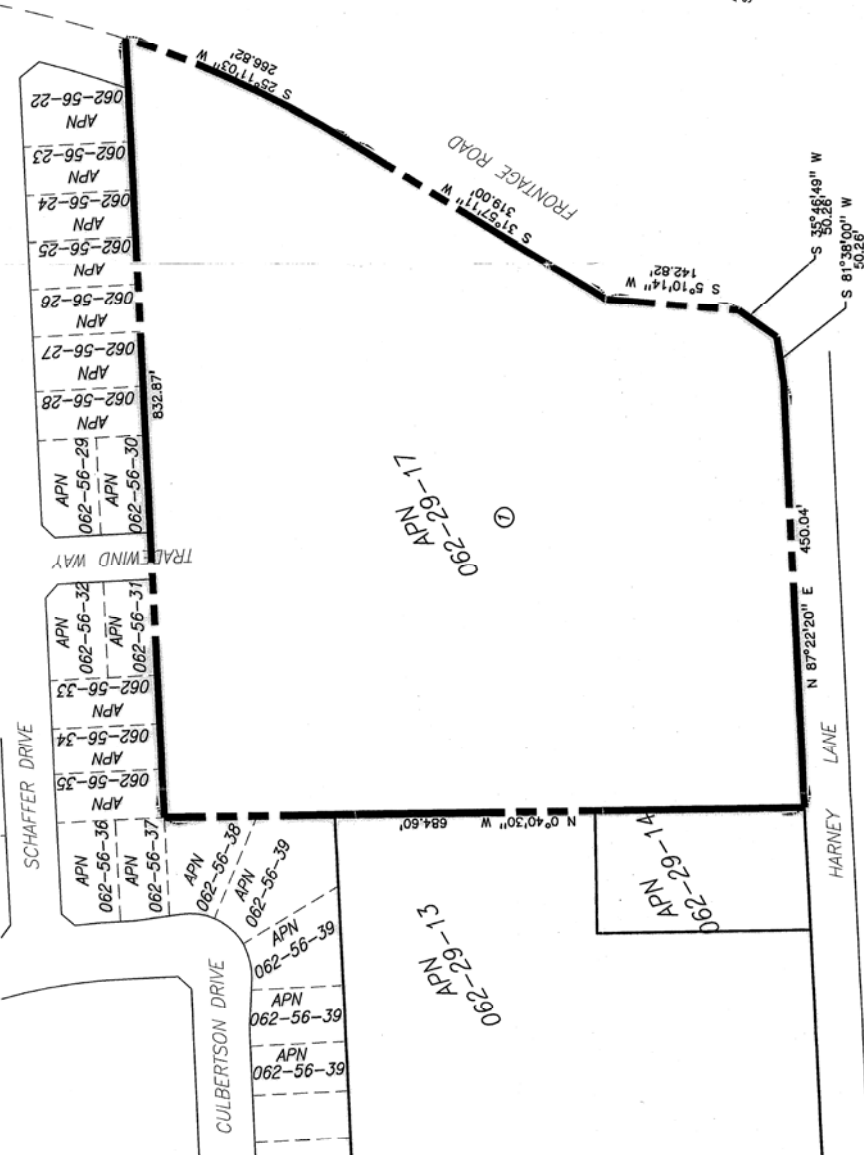 S 25°11'03" W
266.82'
FRONTAGE ROAD
S 31°57'11" W
319.00'
S 5°10'14" W
142.82'
S 35°46'49" W
50.26'
S 81°38'00" W
50.26'
APN
062-56-22
APN
062-56-23
APN
062-56-24
APN
062-56-25
APN
062-56-26
APN
062-56-27
APN
062-56-28
APN
062-56-29
APN
062-56-30
832.87'
TRADEWIND WAY
APN
062-56-32
APN
062-56-31
APN
062-56-33
APN
062-56-34
APN
062-56-35
SCHAFFER DRIVE
APN
062-56-36
APN
062-56-37
APN
062-56-38
APN
062-56-39
APN
062-56-39
APN
062-56-39
APN
062-56-39
CULBERTSON DRIVE
APN
062-29-17
1
N 87°22'20" E
450.04'
N 0°40'30" W
684.60'
APN
062-29-13
APN
062-29-14
HARNEY LANE